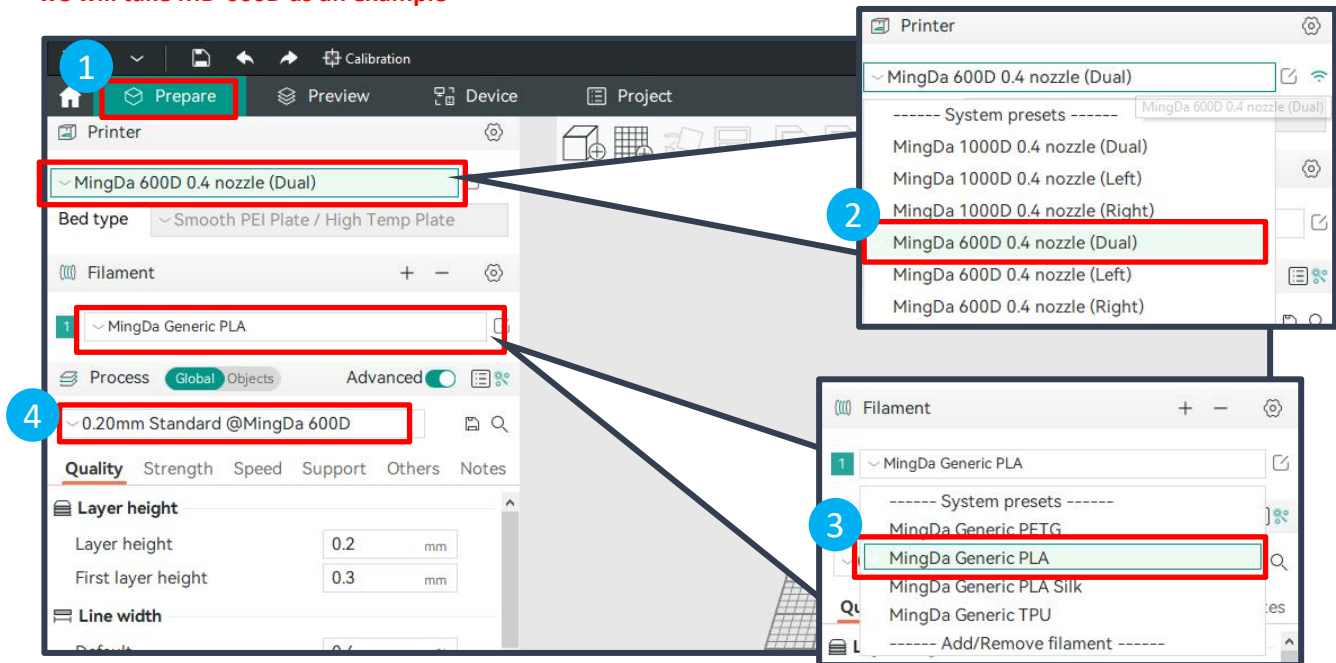 we will take MD-600D as an example
1
Calibration
Prepare
Preview
Device
Project
Printer
MingDa 600D 0.4 nozzle (Dual)
Bed type
Smooth PEI Plate / High Temp Plate
Filament
+ −
1
MingDa Generic PLA
Process
Global
Objects
Advanced
4
0.20mm Standard @MingDa 600D
Quality Strength Speed Support Others Notes
Layer height
Layer height 0.2 mm
First layer height 0.3 mm
Line width
2
Printer
MingDa 600D 0.4 nozzle (Dual)
MingDa 600D 0.4 nozzle (Dual)
------ System presets ------
MingDa 1000D 0.4 nozzle (Dual)
MingDa 1000D 0.4 nozzle (Left)
MingDa 1000D 0.4 nozzle (Right)
MingDa 600D 0.4 nozzle (Dual)
MingDa 600D 0.4 nozzle (Left)
MingDa 600D 0.4 nozzle (Right)
3
Filament
+ −
1
MingDa Generic PLA
------ System presets ------
MingDa Generic PETG
MingDa Generic PLA
MingDa Generic PLA Silk
MingDa Generic TPU
------ Add/Remove filament ------